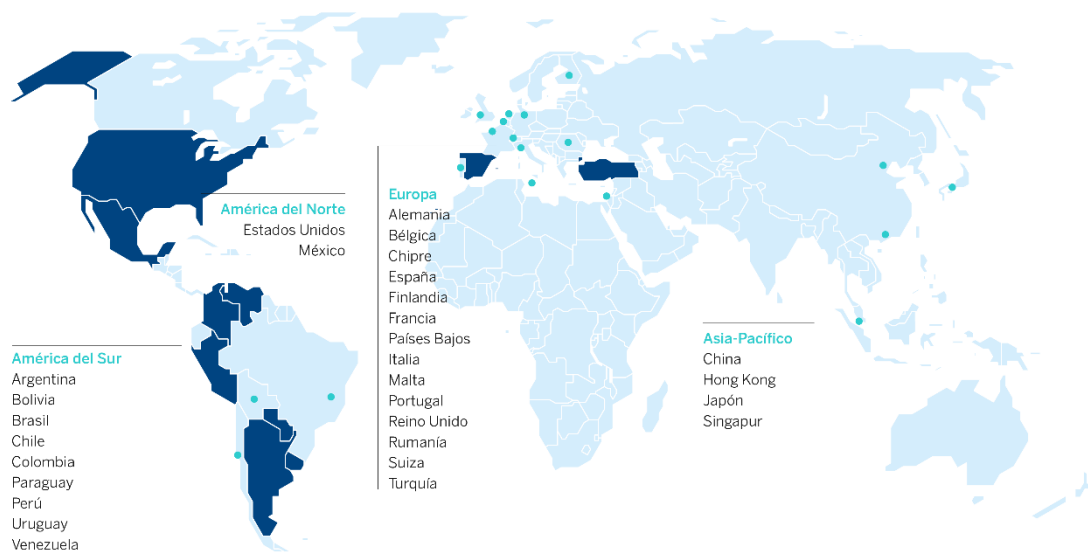 América del Norte
Estados Unidos
México
América del Sur
Argentina
Bolivia
Brasil
Chile
Colombia
Paraguay
Perú
Uruguay
Venezuela
Europa
Alemania
Bélgica
Chipre
España
Finlandia
Francia
Países Bajos
Italia
Malta
Portugal
Reino Unido
Rumanía
Suiza
Turquía
Asia-Pacífico
China
Hong Kong
Japón
Singapur